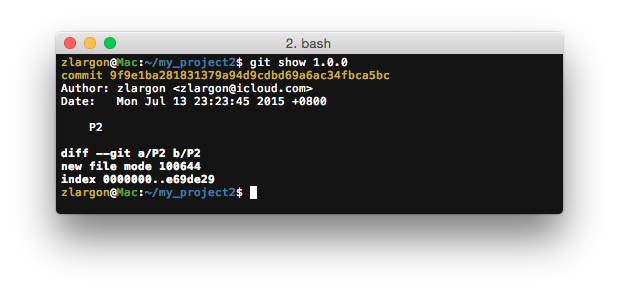 2. bash
zlargon@Mac:~/my_project2$ git show 1.0.0
commit 9f9e1ba281831379a94d9cdbd69a6ac34fbca5bc
Author: zlargon <zlargon@icloud.com>
Date:   Mon Jul 13 23:23:45 2015 +0800
    P2
diff --git a/P2 b/P2
new file mode 100644
index 0000000..e69de29
zlargon@Mac:~/my_project2$